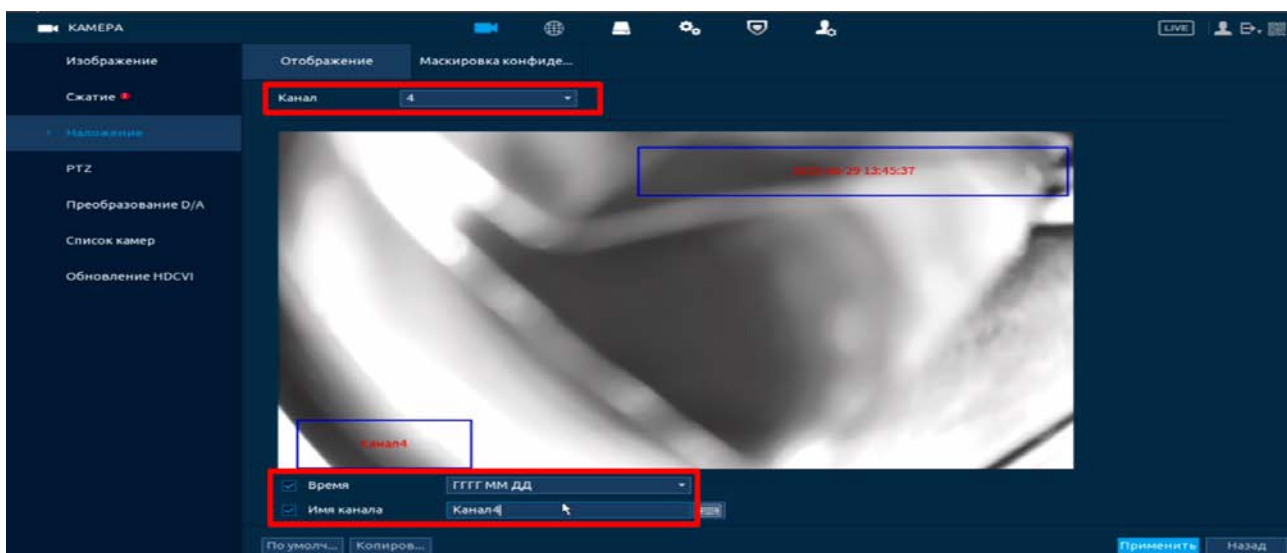 КАМЕРА
LIVE
Изображение
Отображение
Маскировка конфиде...
Сжатие
Канал
4
Наложение
29 13:45:37
PTZ
Преобразование D/A
Список камер
Обновление HDCVI
Канал4
Время
ГГГГ ММ ДД
Имя канала
Канал4
По умолч...
Копиров...
Применить
Назад